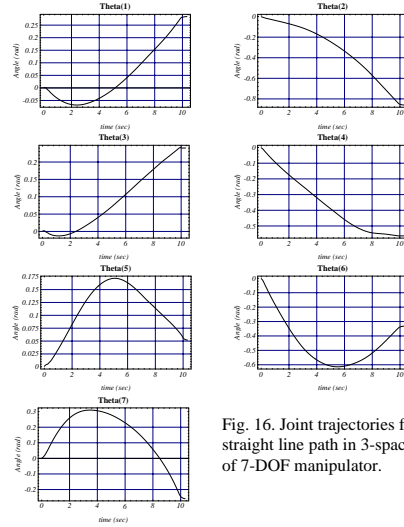 Theta(1)
Angle (rad)
0.25
0.2
0.15
0.1
0.05
0
-0.05
0 2 4 6 8 10
time (sec)
Theta(2)
Angle (rad)
0
-0.2
-0.4
-0.6
-0.8
0 2 4 6 8 10
time (sec)
Theta(3)
Angle (rad)
0.2
0.15
0.1
0.05
0
0 2 4 6 8 10
time (sec)
Theta(4)
Angle (rad)
0
-0.1
-0.2
-0.3
-0.4
-0.5
0 2 4 6 8 10
time (sec)
Theta(5)
Angle (rad)
0.175
0.15
0.125
0.1
0.075
0.05
0.025
0
0 2 4 6 8 10
time (sec)
Theta(6)
Angle (rad)
0
-0.1
-0.2
-0.3
-0.4
-0.5
-0.6
0 2 4 6 8 10
time (sec)
Theta(7)
Angle (rad)
0.3
0.2
0.1
0
-0.1
-0.2
0 2 4 6 8 10
time (sec)
Fig. 16. Joint trajectories f
straight line path in 3-spac
of 7-DOF manipulator.